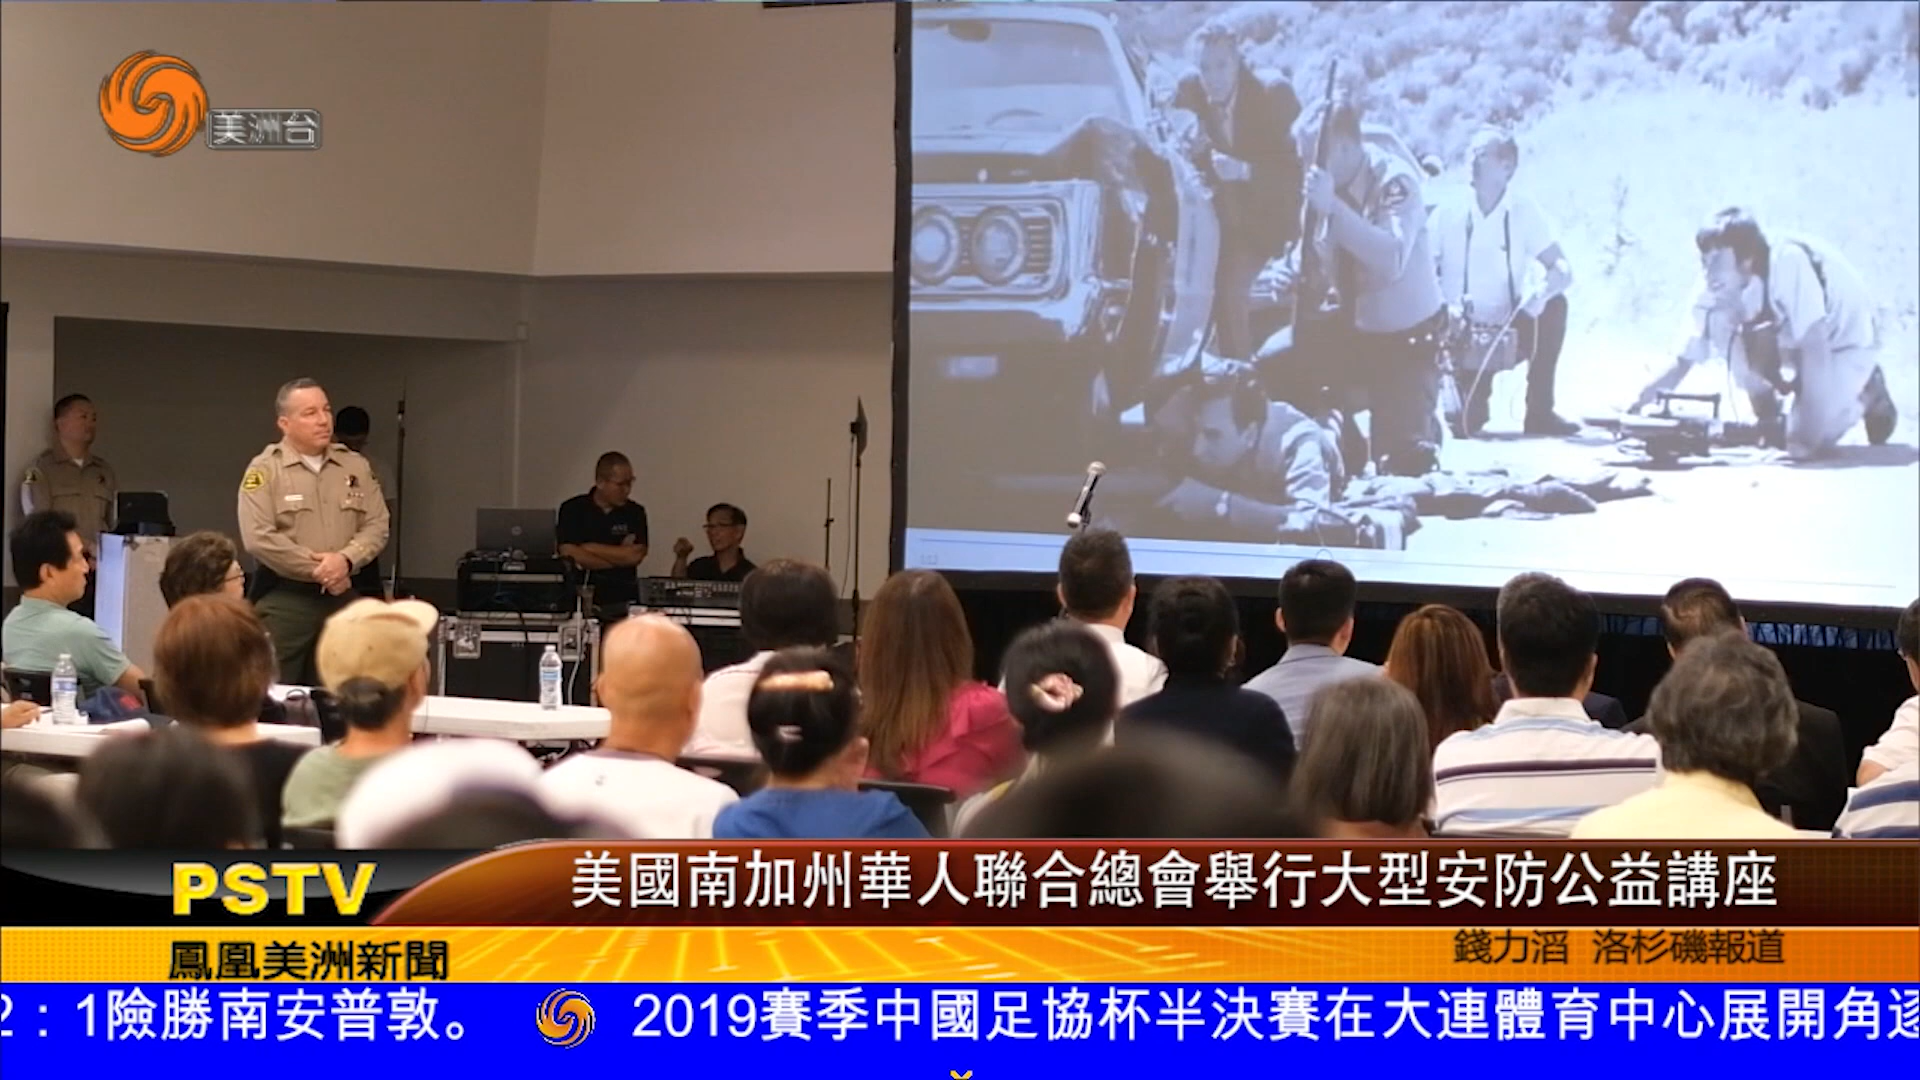 美洲台
PSTV
美國南加州華人聯合總會舉行大型安防公益講座
鳳凰美洲新聞
錢力滔 洛杉磯報道
2：1險勝南安普敦。 2019賽季中國足協杯半決賽在大連體育中心展開角逐